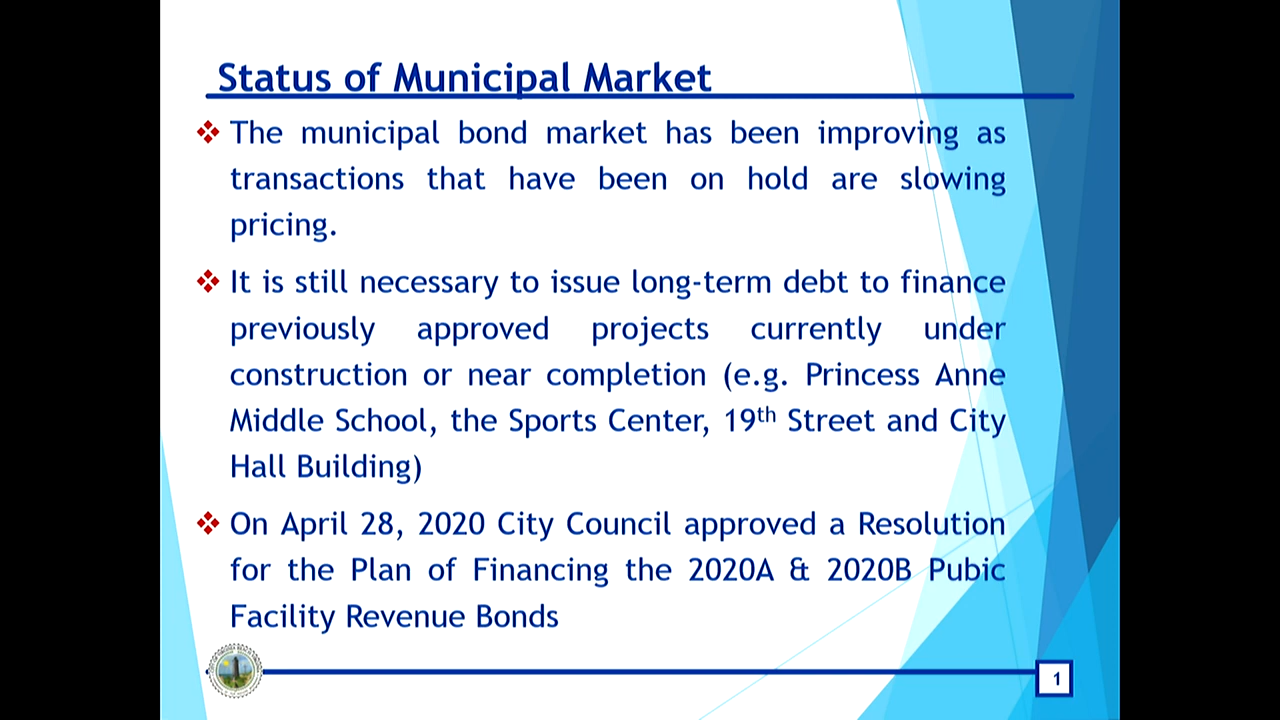 Status of Municipal Market
❖ The municipal bond market has been improving as
transactions that have been on hold are slowing
pricing.
❖ It is still necessary to issue long-term debt to finance
previously approved projects currently under
construction or near completion (e.g. Princess Anne
Middle School, the Sports Center, 19th Street and City
Hall Building)
❖ On April 28, 2020 City Council approved a Resolution
for the Plan of Financing the 2020A & 2020B Pubic
Facility Revenue Bonds
1